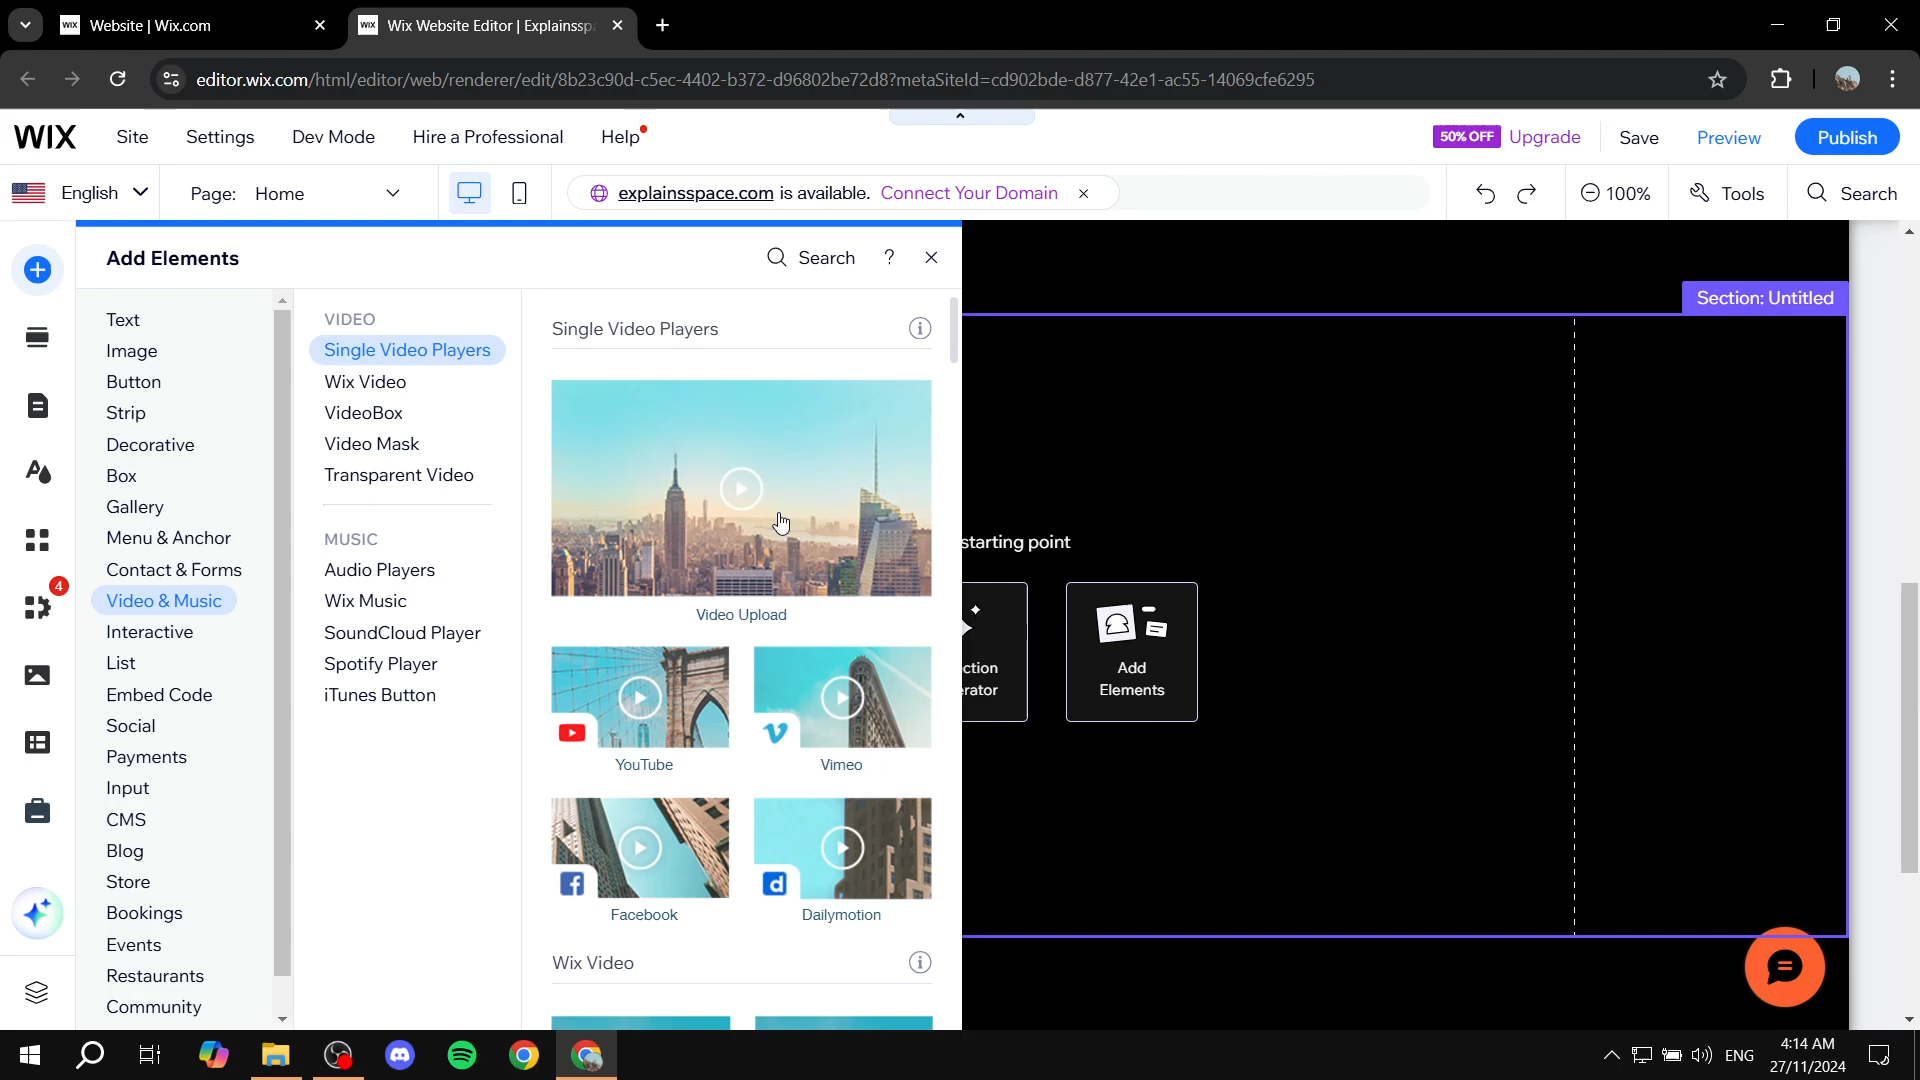 Website | Wix.com
Wix Website Editor | Explainssp
editor.wix.com/html/editor/web/renderer/edit/8b23c90d-c5ec-4402-b372-d96802be72d8?metaSiteId=cd902bde-d877-42e1-ac55-14069cfe6295
WIX Site Settings Dev Mode Hire a Professional Help 50% OFF Upgrade Save Preview Publish
English Page: Home explainsspace.com is available. Connect Your Domain 100% Tools Search
Add Elements Search ?
Text
Image
Button
Strip
Decorative
Box
Gallery
Menu & Anchor
Contact & Forms
Video & Music
Interactive
List
Embed Code
Social
Payments
Input
CMS
Blog
Store
Bookings
Events
Restaurants
Community
4
VIDEO
Single Video Players
Wix Video
VideoBox
Video Mask
Transparent Video
MUSIC
Audio Players
Wix Music
SoundCloud Player
Spotify Player
iTunes Button
Single Video Players
Video Upload
YouTube Vimeo
Facebook Dailymotion
Wix Video
Section: Untitled
starting point
ction
erator
Add
Elements
ENG
4:14 AM
27/11/2024